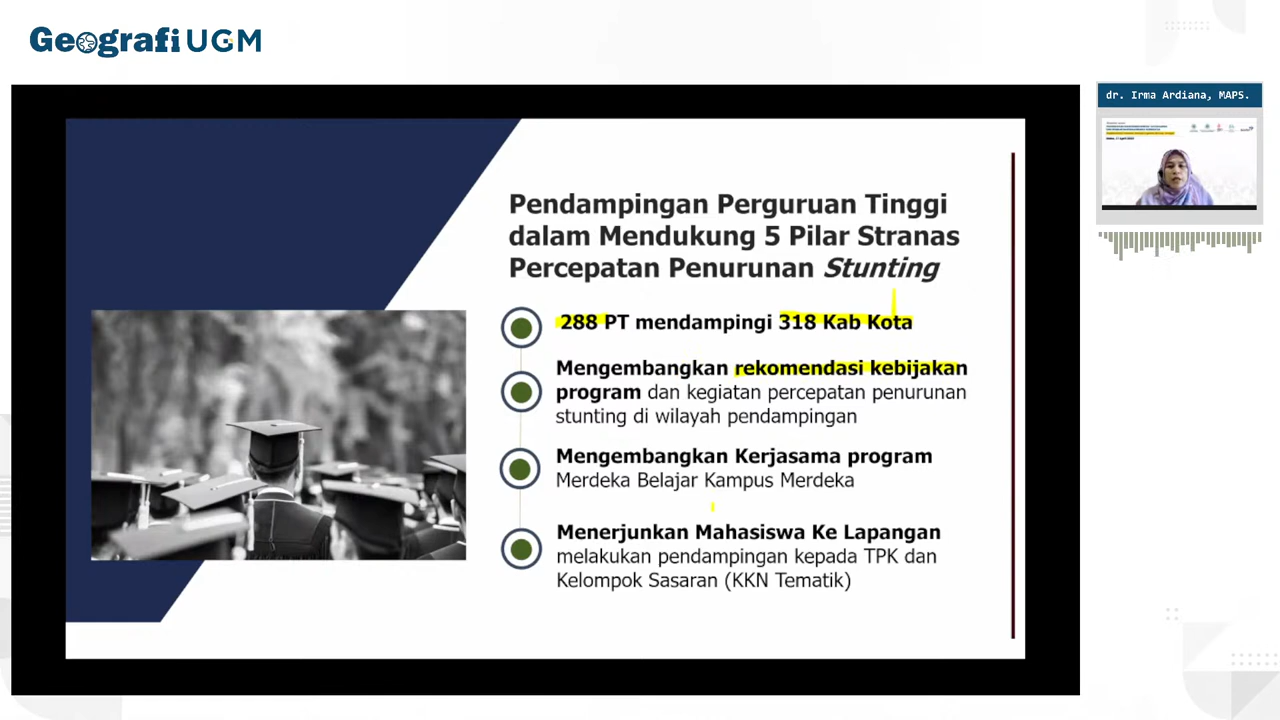 Geografi UGM
dr. Irma Ardiana, MAPS.
Pendampingan Perguruan Tinggi
dalam Mendukung 5 Pilar Stranas
Percepatan Penurunan Stunting
288 PT mendampingi 318 Kab Kota
Mengembangkan rekomendasi kebijakan
program dan kegiatan percepatan penurunan
stunting di wilayah pendampingan
Mengembangkan Kerjasama program
Merdeka Belajar Kampus Merdeka
Menerjunkan Mahasiswa Ke Lapangan
melakukan pendampingan kepada TPK dan
Kelompok Sasaran (KKN Tematik)